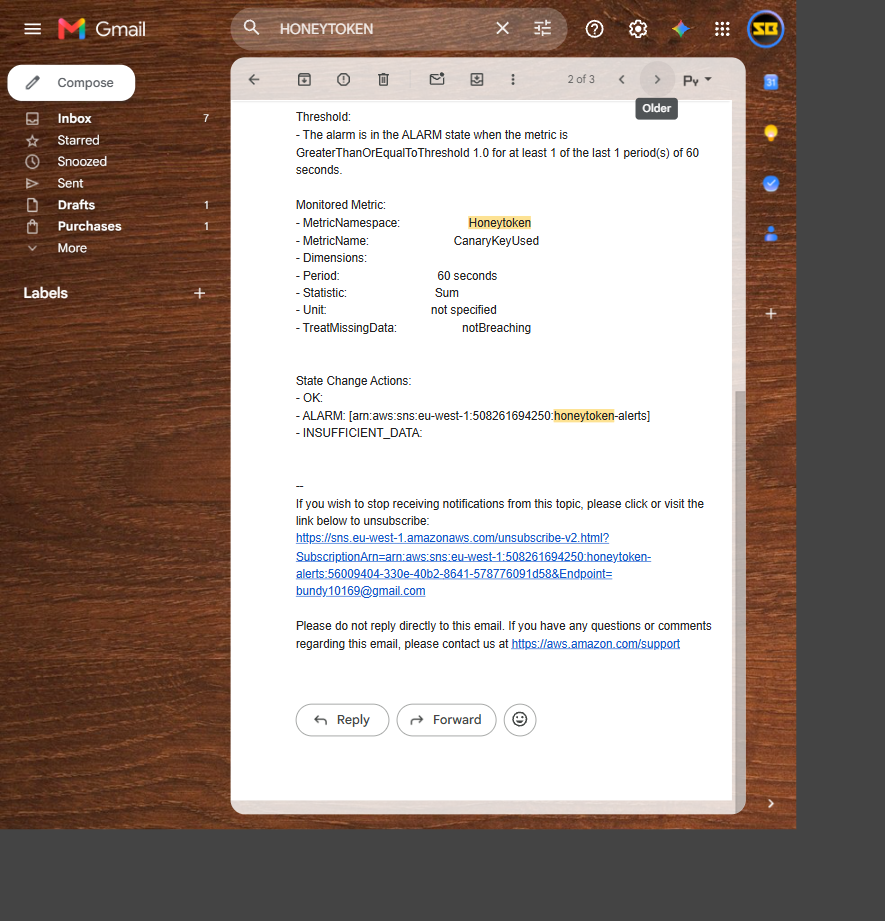 Gmail
HONEYTOKEN
Compose
Inbox 7
Starred
Snoozed
Sent
Drafts 1
Purchases 1
More
Labels
2 of 3
Older
31
Threshold:
- The alarm is in the ALARM state when the metric is
GreaterThanOrEqualToThreshold 1.0 for at least 1 of the last 1 period(s) of 60
seconds.
Monitored Metric:
- MetricNamespace: Honeytoken
- MetricName: CanaryKeyUsed
- Dimensions:
- Period: 60 seconds
- Statistic: Sum
- Unit: not specified
- TreatMissingData: notBreaching
State Change Actions:
- OK:
- ALARM: [arn:aws:sns:eu-west-1:508261694250:honeytoken-alerts]
- INSUFFICIENT_DATA:
--
If you wish to stop receiving notifications from this topic, please click or visit the
link below to unsubscribe:
https://sns.eu-west-1.amazonaws.com/unsubscribe-v2.html?
SubscriptionArn=arn:aws:sns:eu-west-1:508261694250:honeytoken-
alerts:56009404-330e-40b2-8641-578776091d58&Endpoint=
bundy10169@gmail.com
Please do not reply directly to this email. If you have any questions or comments
regarding this email, please contact us at https://aws.amazon.com/support
Reply
Forward